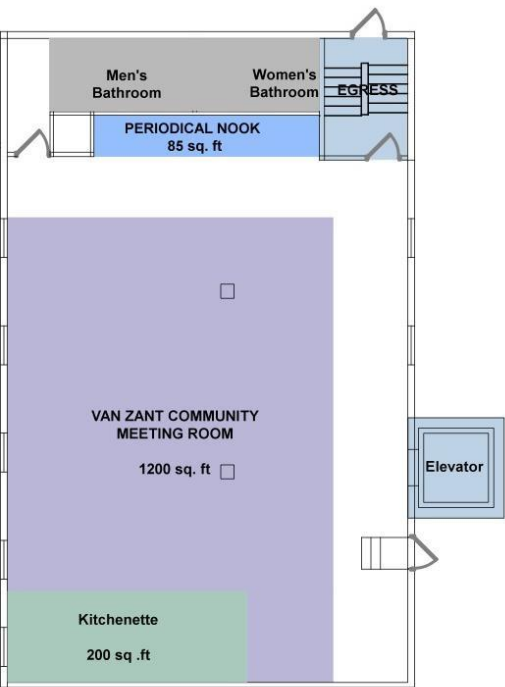 Men's
Bathroom
Women's
Bathroom
EGRESS
PERIODICAL NOOK
85 sq. ft
VAN ZANT COMMUNITY
MEETING ROOM
1200 sq. ft
Elevator
Kitchenette
200 sq .ft